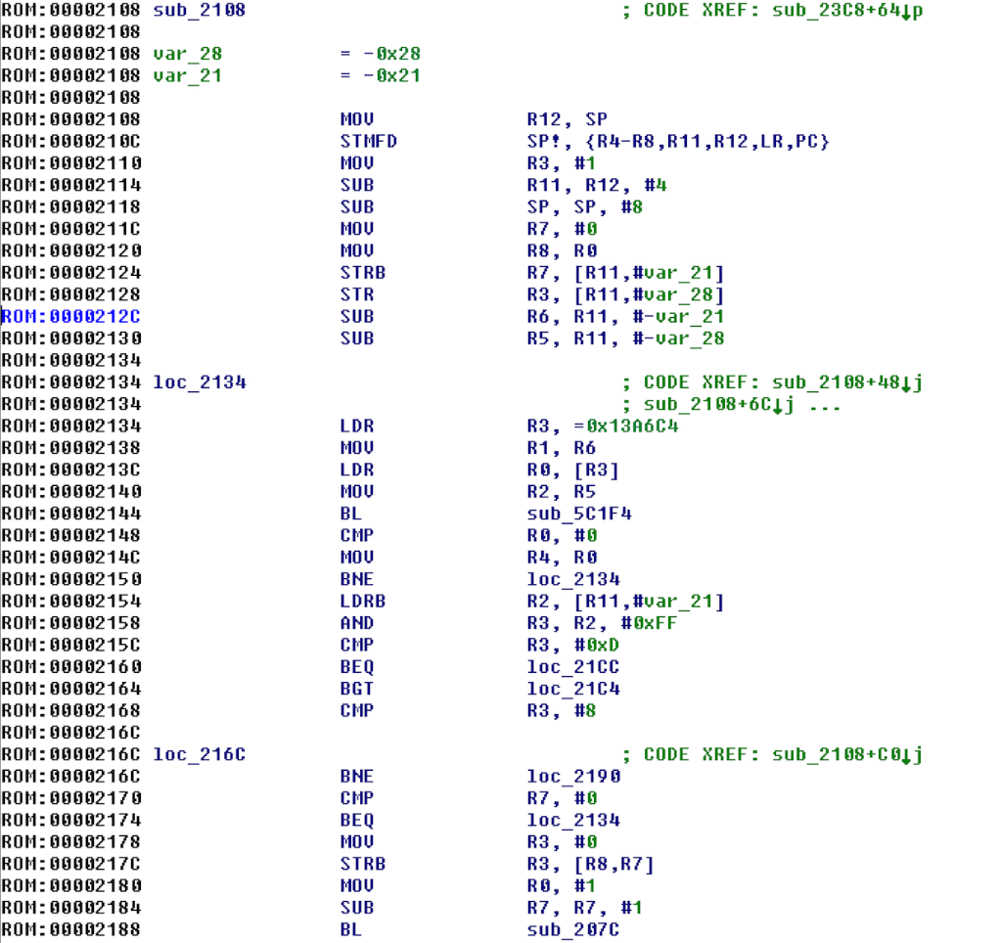 ROM:00002108 sub_2108 ; CODE XREF: sub_23C8+64↓p
ROM:00002108
ROM:00002108 var_28 = -0x28
ROM:00002108 var_21 = -0x21
ROM:00002108
ROM:00002108 MOV R12, SP
ROM:0000210C STMFD SP!, {R4-R8,R11,R12,LR,PC}
ROM:00002110 MOV R3, #1
ROM:00002114 SUB R11, R12, #4
ROM:00002118 SUB SP, SP, #8
ROM:0000211C MOV R7, #0
ROM:00002120 MOV R8, R0
ROM:00002124 STRB R7, [R11,#var_21]
ROM:00002128 STR R3, [R11,#var_28]
ROM:0000212C SUB R6, R11, #-var_21
ROM:00002130 SUB R5, R11, #-var_28
ROM:00002134
ROM:00002134 loc_2134 ; CODE XREF: sub_2108+48↓j
ROM:00002134 ; sub_2108+6C↓j ...
ROM:00002134 LDR R3, =0x13A6C4
ROM:00002138 MOV R1, R6
ROM:0000213C LDR R0, [R3]
ROM:00002140 MOV R2, R5
ROM:00002144 BL sub_5C1F4
ROM:00002148 CMP R0, #0
ROM:0000214C MOV R4, R0
ROM:00002150 BNE loc_2134
ROM:00002154 LDRB R2, [R11,#var_21]
ROM:00002158 AND R3, R2, #0xFF
ROM:0000215C CMP R3, #0xD
ROM:00002160 BEQ loc_21CC
ROM:00002164 BGT loc_21C4
ROM:00002168 CMP R3, #8
ROM:0000216C
ROM:0000216C loc_216C ; CODE XREF: sub_2108+C0↓j
ROM:0000216C BNE loc_2190
ROM:00002170 CMP R7, #0
ROM:00002174 BEQ loc_2134
ROM:00002178 MOV R3, #0
ROM:0000217C STRB R3, [R8,R7]
ROM:00002180 MOV R0, #1
ROM:00002184 SUB R7, R7, #1
ROM:00002188 BL sub_207C